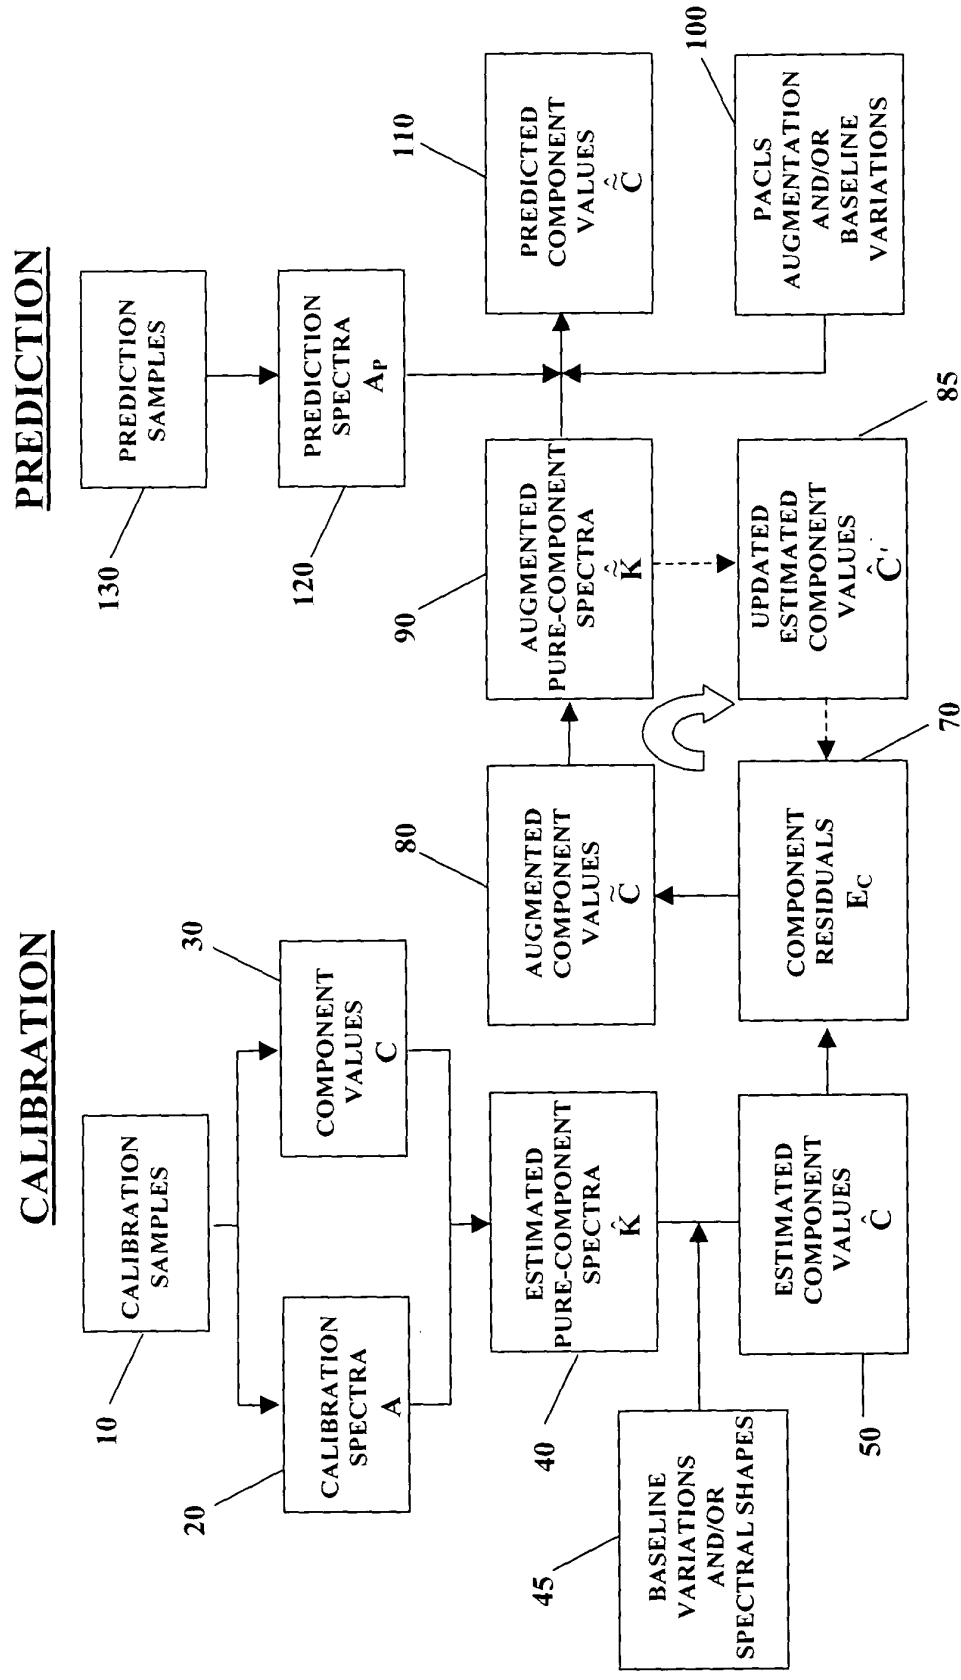 CALIBRATION
PREDICTION
10
CALIBRATION
SAMPLES
20
CALIBRATION
SPECTRA
A
30
COMPONENT
VALUES
C
40
ESTIMATED
PURE-COMPONENT
SPECTRA
K̂
45
BASELINE
VARIATIONS
AND/OR
SPECTRAL SHAPES
50
ESTIMATED
COMPONENT
VALUES
Ĉ
70
COMPONENT
RESIDUALS
E_C
80
AUGMENTED
COMPONENT
VALUES
C̃
90
AUGMENTED
PURE-COMPONENT
SPECTRA
K̃̂
85
UPDATED
ESTIMATED
COMPONENT
VALUES
Ĉ'
130
PREDICTION
SAMPLES
120
PREDICTION
SPECTRA
A_P
110
PREDICTED
COMPONENT
VALUES
C̃̂
100
PACLS
AUGMENTATION
AND/OR
BASELINE
VARIATIONS